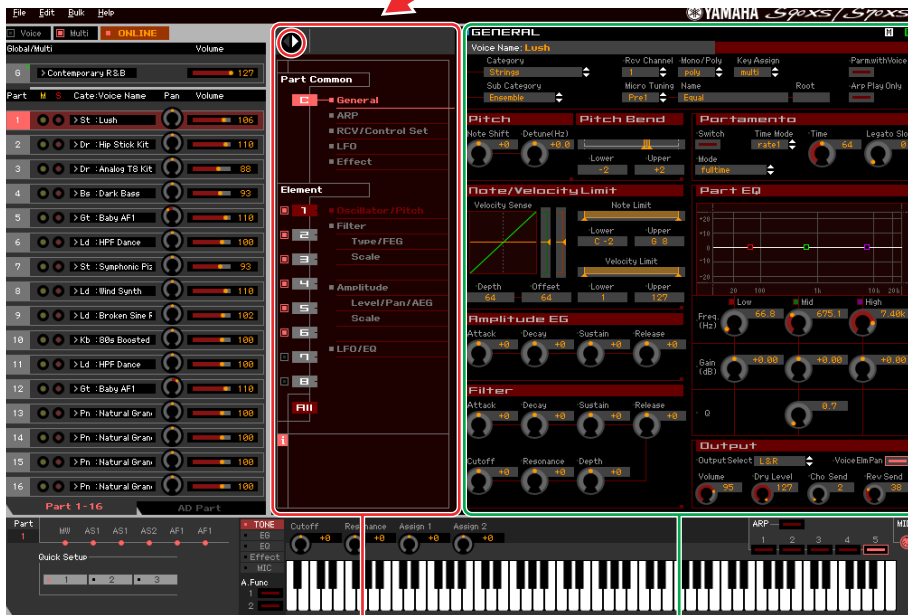 File Edit Bulk Help
YAMAHA S90XS/S70XS
Voice Multi ONLINE
Global/Multi Volume
G >Contemporary R&B 127
Part M S Cate:Voice Name Pan Volume
1 >St :Lush 106
2 >Dr :Hip Stick Kit 110
3 >Dr :Analog T8 Kit 88
4 >Bs :Dark Bass 93
5 >Gt :Baby AF1 110
6 >Ld :HPF Dance 100
7 >St :Symphonic Piz 93
8 >Ld :Wind Synth 110
9 >Ld :Broken Sine 102
10 >Kb :80s Boosted 100
11 >Ld :HPF Dance 100
12 >Gt :Baby AF1 110
13 >Pn :Natural Gran 100
14 >Pn :Natural Gran 100
15 >Pn :Natural Gran 100
16 >Pn :Natural Gran 100
Part 1-16 AD Part
Part Common
C General
ARP
RCV/Control Set
LFO
Effect
Element
1 Oscillator/Pitch
2 Filter
Type/FEG
3 Scale
4 Amplitude
5 Level/Pan/AEG
Scale
6
7 LFO/EQ
8
All
i
GENERAL M
Voice Name: Lush
Category Rcv Channel Mono/Poly Key Assign ParmwithVoice
Strings 1 poly multi
Sub Category Micro Tuning Name Root Arp Play Only
Ensemble Pre1 Equal
Pitch Pitch Bend Portamento
Note Shift Detune(Hz) Switch Time Mode Time Legato Slo
+0 +0.0 rate1 64 0
Lower Upper Mode
-2 +2 fulltime
Note/Velocity Limit Part EQ
Velocity Sense Note Limit
+20
+10
Lower Upper
C -2 G 8
0
-10
Velocity Limit
-20
20 100 1k 10k 20k
Depth Offset Lower Upper
64 64 1 127
Low Mid High
Freq. (Hz) 66.8 675.1 7.40k
Amplitude EG
Attack Decay Sustain Release
+0 +0 +0 +0
Gain (dB) +0.00 +0.00 +0.00
Filter
Attack Decay Sustain Release
+0 +0 +0 +0
Q 0.7
Cutoff Resonance Depth
+0 +0 +0
Output
Output Select L&R VoiceElmPan
Volume Dry Level Cho Send Rev Send
95 127 2 38
Part MW AS1 AS1 AS2 AF1 AF1
1
Quick Setup
1 2 3
TONE
EG
EQ
Effect
MIC
A.Func
1
2
Cutoff Resonance Assign 1 Assign 2
+0 +0 +0 +0
ARP
1 2 3 4 5